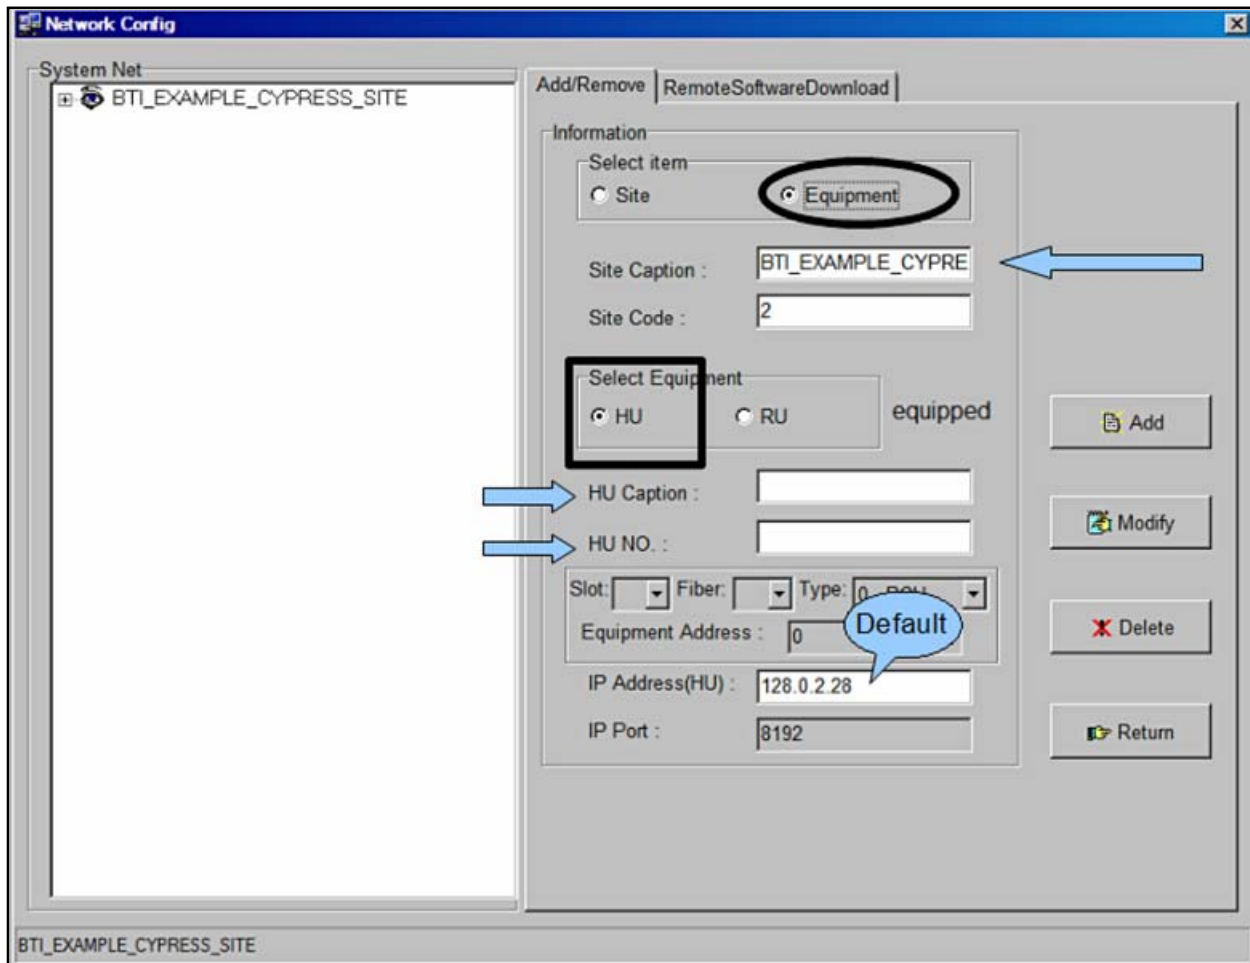 Network Config
System Net
BTI_EXAMPLE_CYPRESS_SITE
Add/Remove
RemoteSoftwareDownload
Information
Select item
Site
Equipment
Site Caption :
BTI_EXAMPLE_CYPRE
Site Code :
2
Select Equipment
HU
RU
equipped
HU Caption :
HU NO. :
Slot:
Fiber:
Type:
0
Equipment Address :
0
Default
IP Address(HU) :
128.0.2.28
IP Port :
8192
Add
Modify
Delete
Return
BTI_EXAMPLE_CYPRESS_SITE